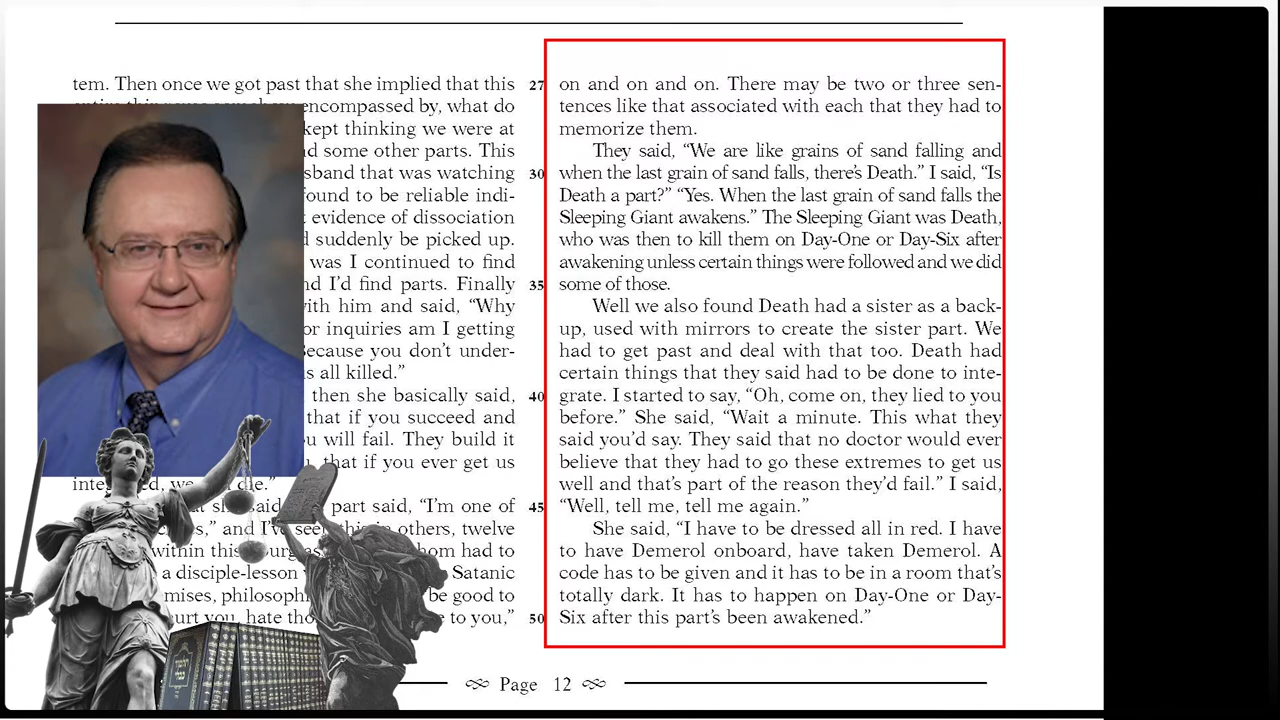 tem. Then once we got past that she implied that this
encompassed by, what do
kept thinking we were at
some other parts. This
sband that was watching
ound to be reliable indi-
evidence of dissociation
suddenly be picked up.
was I continued to find
I'd find parts. Finally
with him and said, “Why
or inquiries am I getting
ecause you don't under-
s all killed.”
then she basically said,
that if you succeed and
u will fail. They build it
that if you ever get us
die.”
part said, “I'm one of
and I've seen this in others, twelve
within this
hom had to
a disciple-lesson
Satanic
mises,
be good to
hurt you, hate
to you,”
27
30
35
40
45
50
on and on and on. There may be two or three sen-
tences like that associated with each that they had to
memorize them.
They said, “We are like grains of sand falling and
when the last grain of sand falls, there's Death.” I said, “Is
Death a part?” “Yes. When the last grain of sand falls the
Sleeping Giant awakens.” The Sleeping Giant was Death,
who was then to kill them on Day-One or Day-Six after
awakening unless certain things were followed and we did
some of those.
Well we also found Death had a sister as a back-
up, used with mirrors to create the sister part. We
had to get past and deal with that too. Death had
certain things that they said had to be done to inte-
grate. I started to say, “Oh, come on, they lied to you
before.” She said, “Wait a minute. This what they
said you'd say. They said that no doctor would ever
believe that they had to go these extremes to get us
well and that's part of the reason they'd fail.” I said,
“Well, tell me, tell me again.”
She said, “I have to be dressed all in red. I have
to have Demerol onboard, have taken Demerol. A
code has to be given and it has to be in a room that's
totally dark. It has to happen on Day-One or Day-
Six after this part's been awakened.”
Page 12